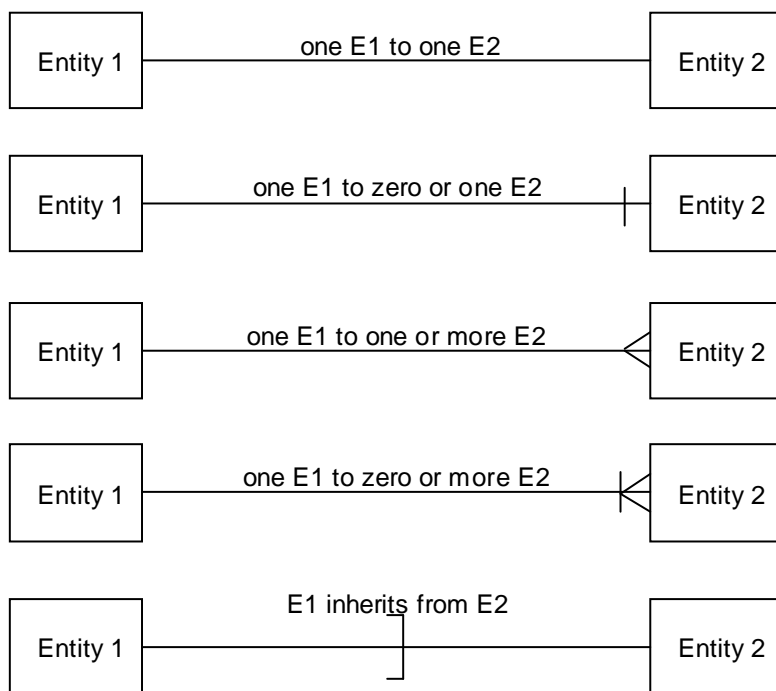 one E1 to one E2
Entity 1
Entity 2
one E1 to zero or one E2
Entity 1
Entity 2
one E1 to one or more E2
Entity 1
Entity 2
one E1 to zero or more E2
Entity 1
Entity 2
E1 inherits from E2
Entity 1
Entity 2